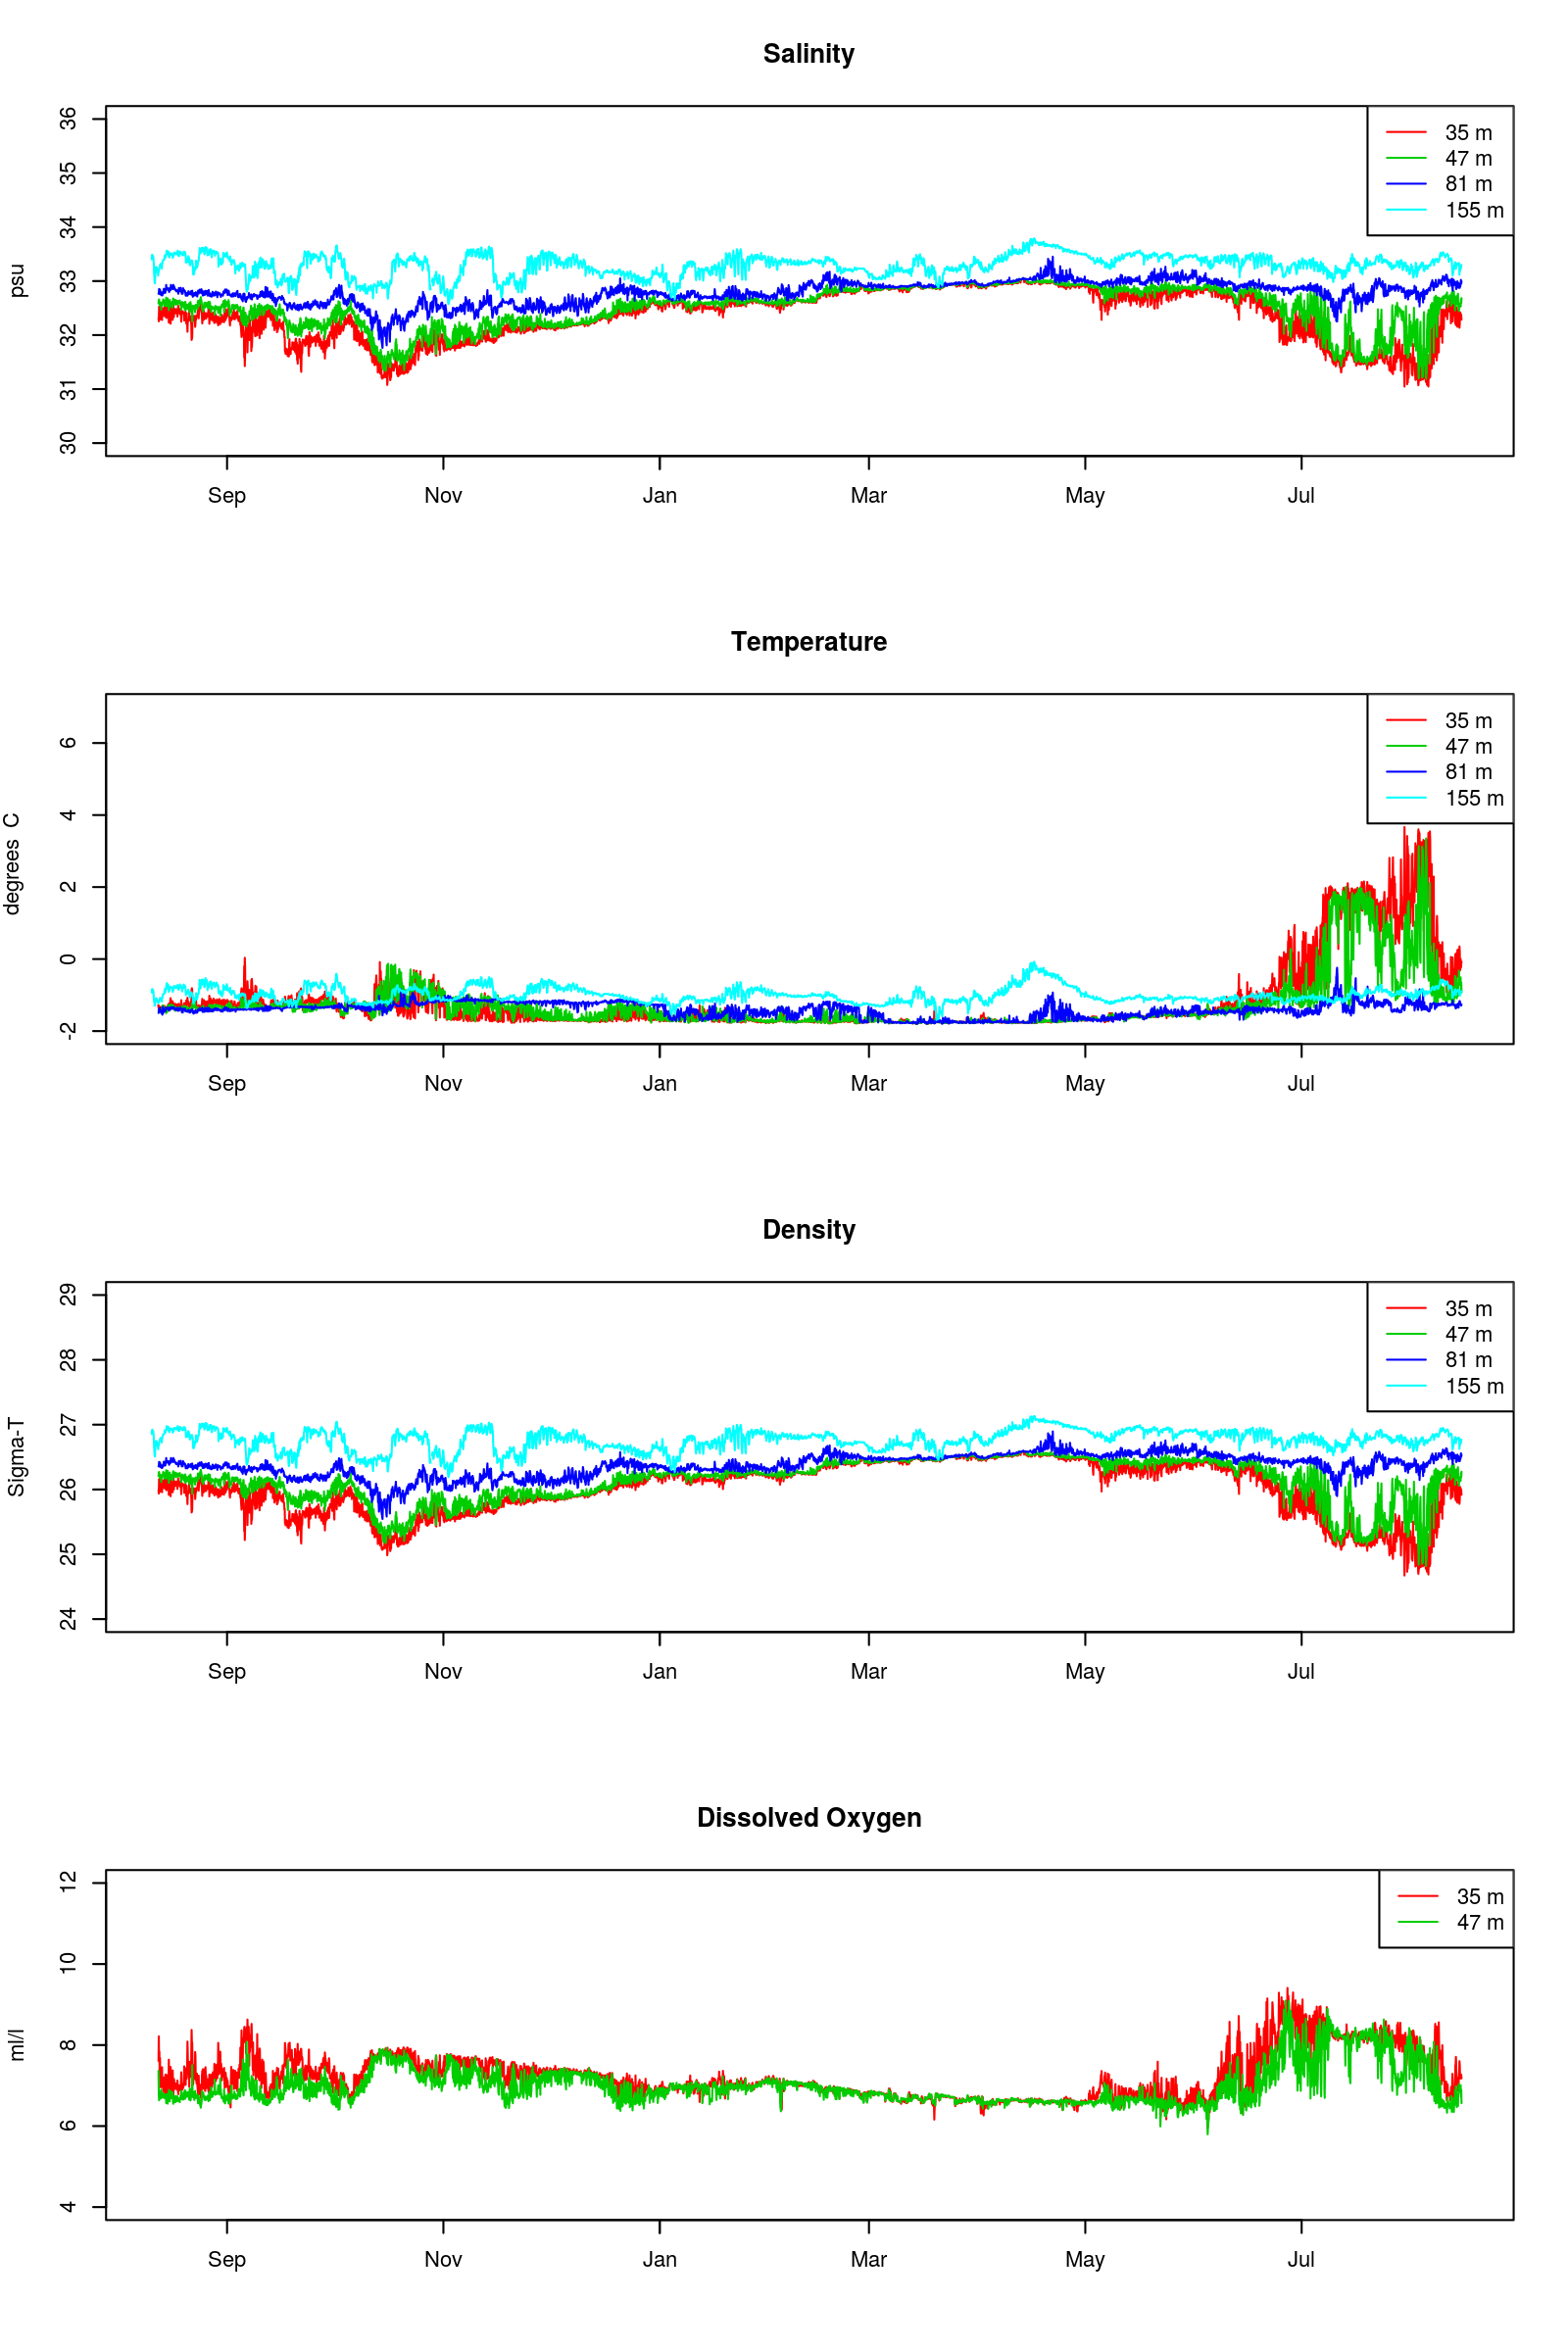 Salinity
psu
36
35
34
33
32
31
30
35 m
47 m
81 m
155 m
Sep Nov Jan Mar May Jul
Temperature
degrees C
6
4
2
0
-2
35 m
47 m
81 m
155 m
Sep Nov Jan Mar May Jul
Density
Sigma-T
29
28
27
26
25
24
35 m
47 m
81 m
155 m
Sep Nov Jan Mar May Jul
Dissolved Oxygen
ml/l
12
10
8
6
4
35 m
47 m
Sep Nov Jan Mar May Jul